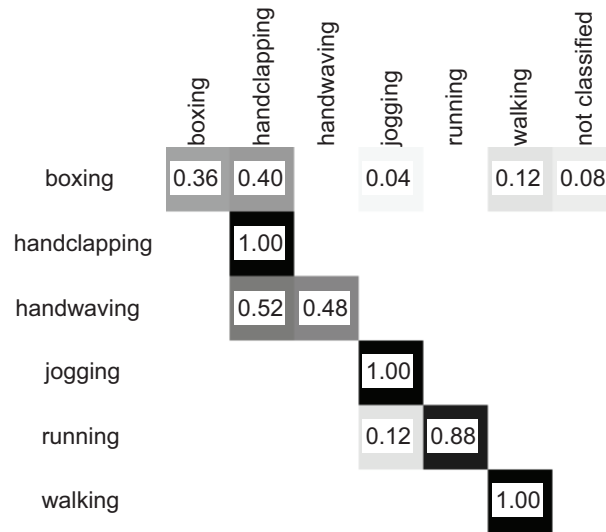 boxing
handclapping
handwaving
jogging
running
walking
not classified
boxing 0.36 0.40 0.04 0.12 0.08
handclapping 1.00
handwaving 0.52 0.48
jogging 1.00
running 0.12 0.88
walking 1.00